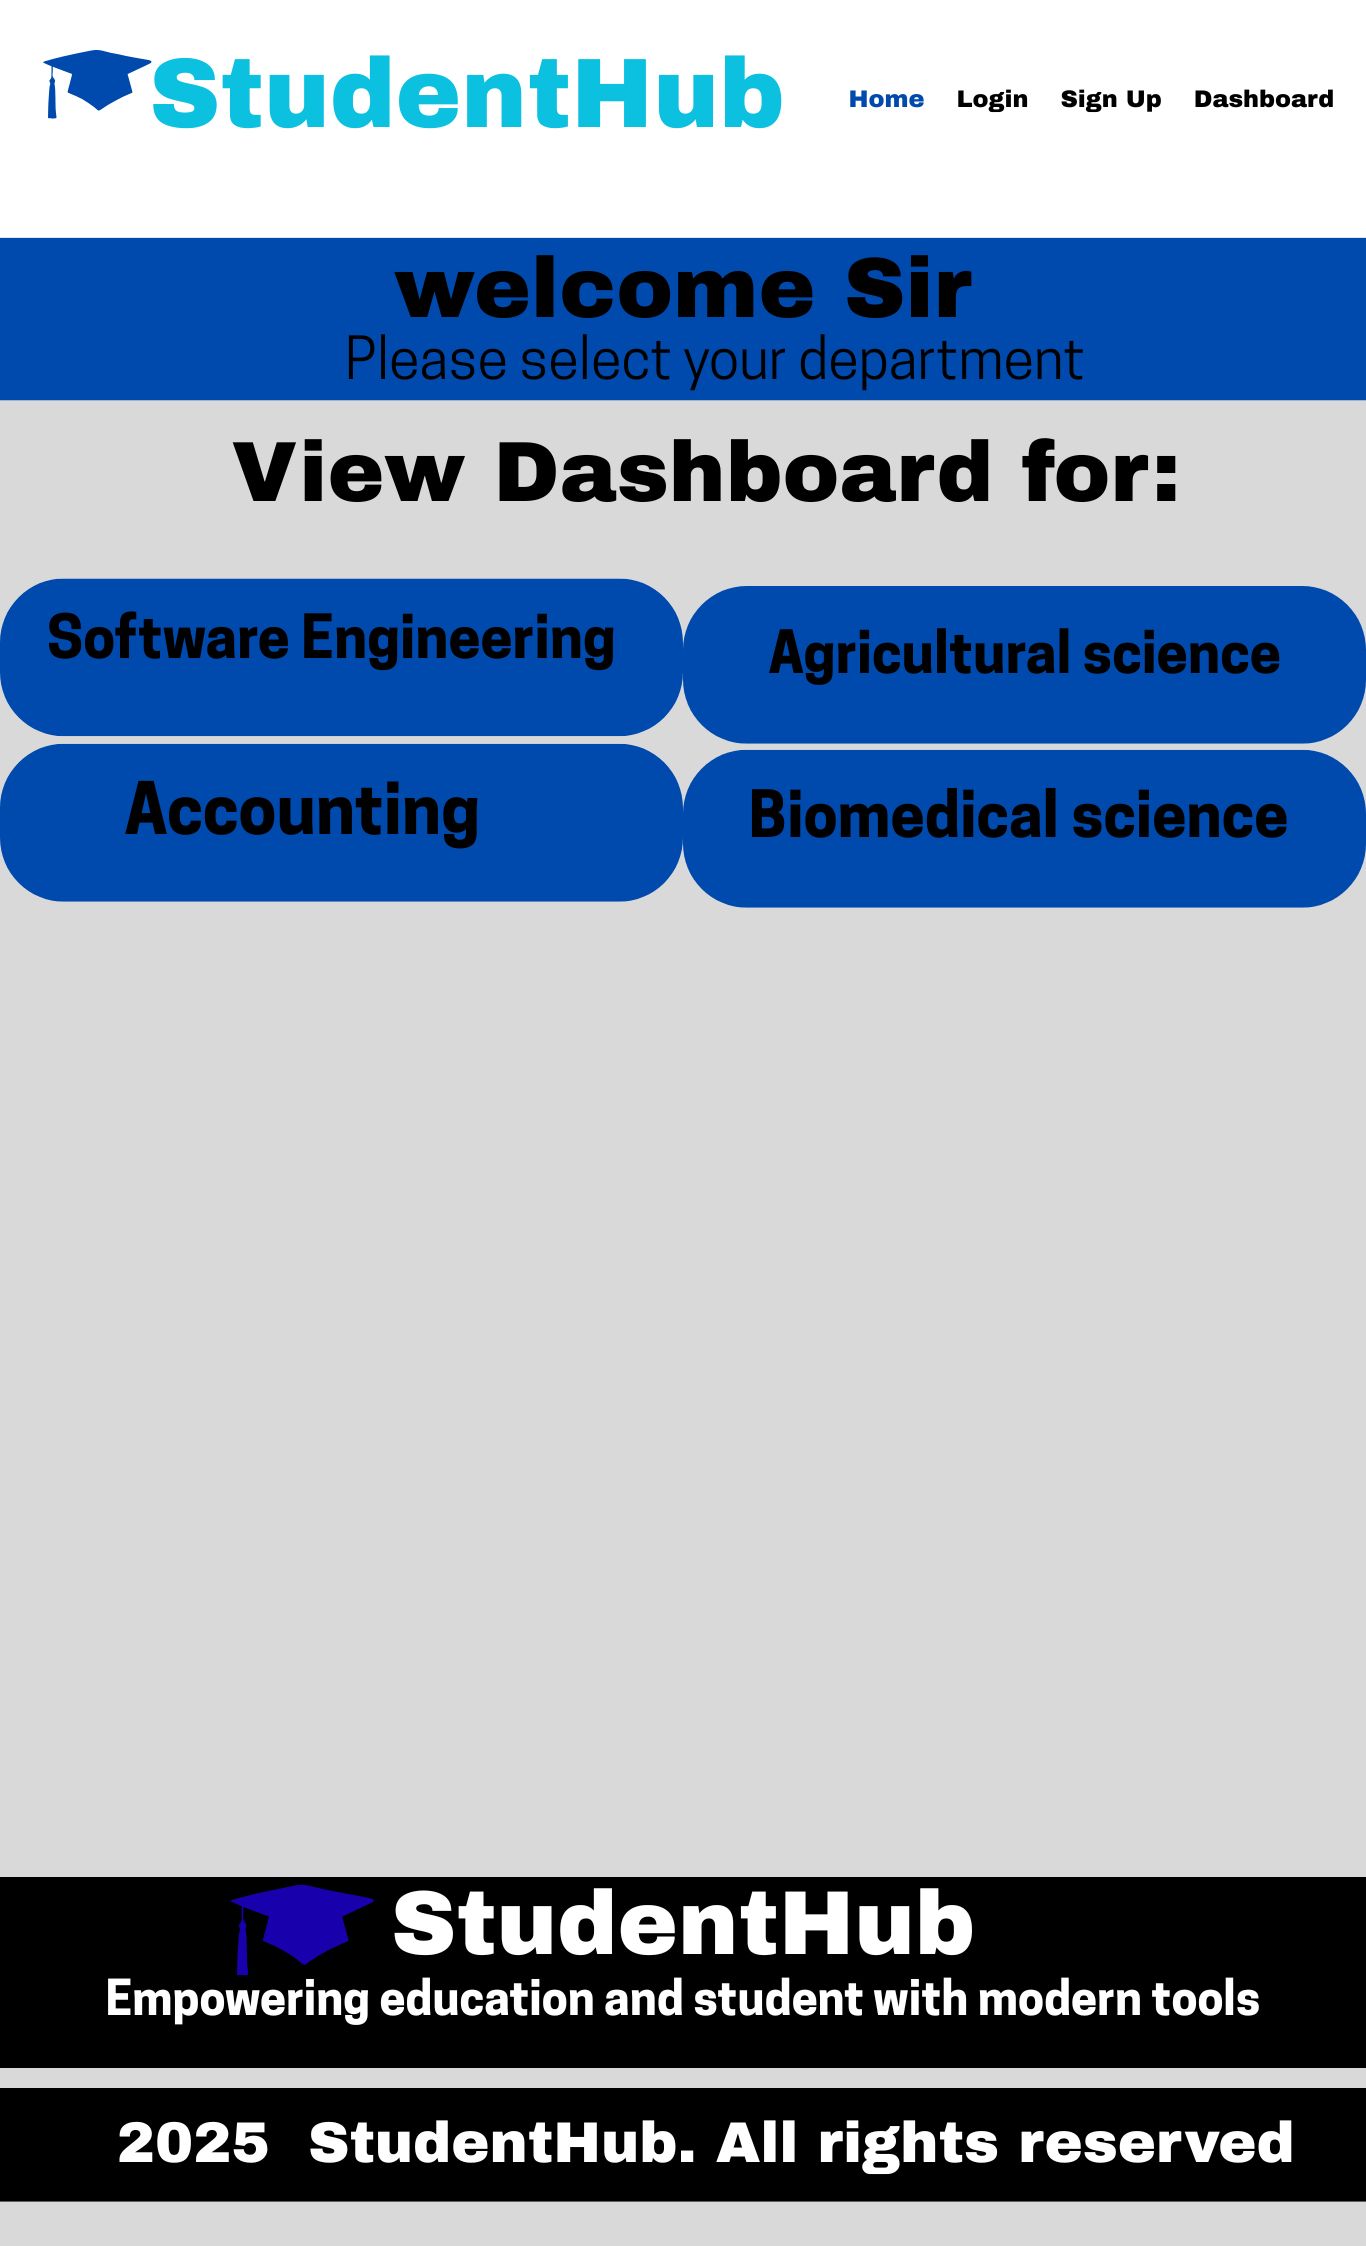 StudentHub
Home Login Sign Up Dashboard
welcome Sir
Please select your department
View Dashboard for:
Software Engineering
Agricultural science
Accounting
Biomedical science
StudentHub
Empowering education and student with modern tools
2025 StudentHub. All rights reserved